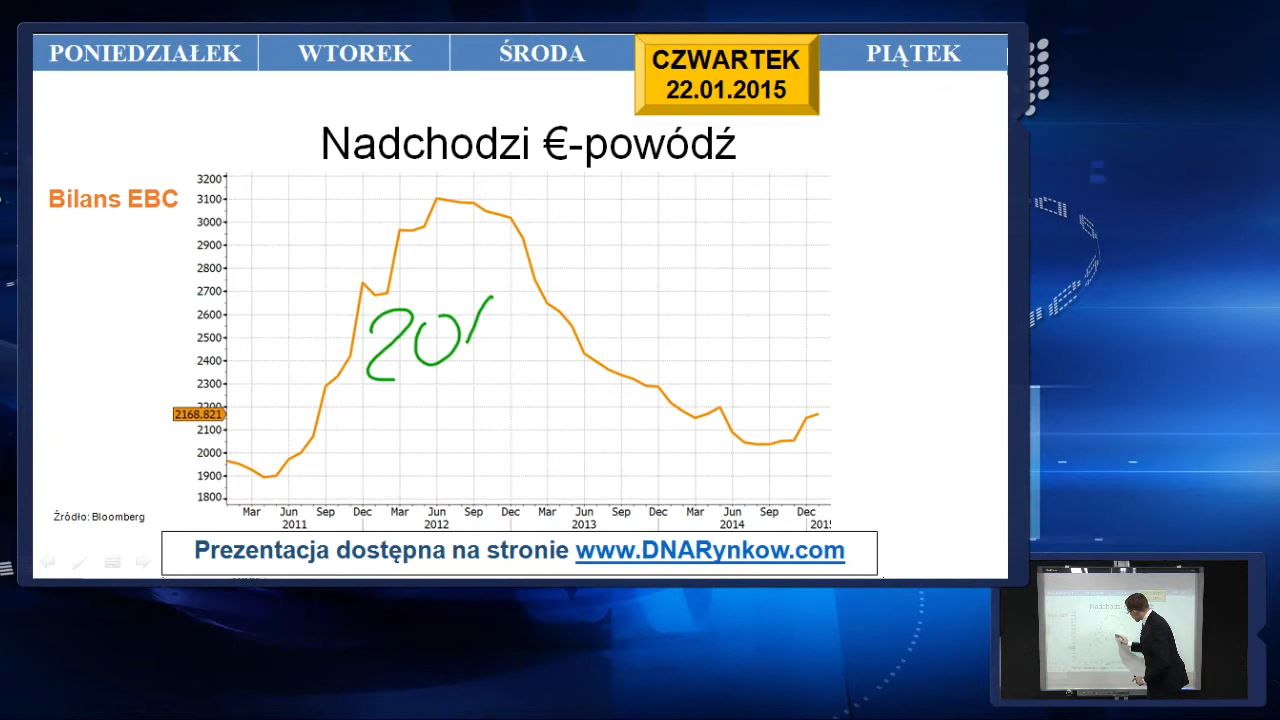 PONIEDZIAŁEK WTOREK ŚRODA CZWARTEK PIĄTEK
22.01.2015
Nadchodzi €-powódź
Bilans EBC
3200
3100
3000
2900
2800
2700
2600
2500
2400
2300
2200
2168.821
2100
2000
1900
1800
201
Mar Jun Sep Dec Mar Jun Sep Dec Mar Jun Sep Dec Mar Jun Sep Dec
2011 2012 2013 2014 2015
Źródło: Bloomberg
Prezentacja dostępna na stronie www.DNARynkow.com
Nadchodzi